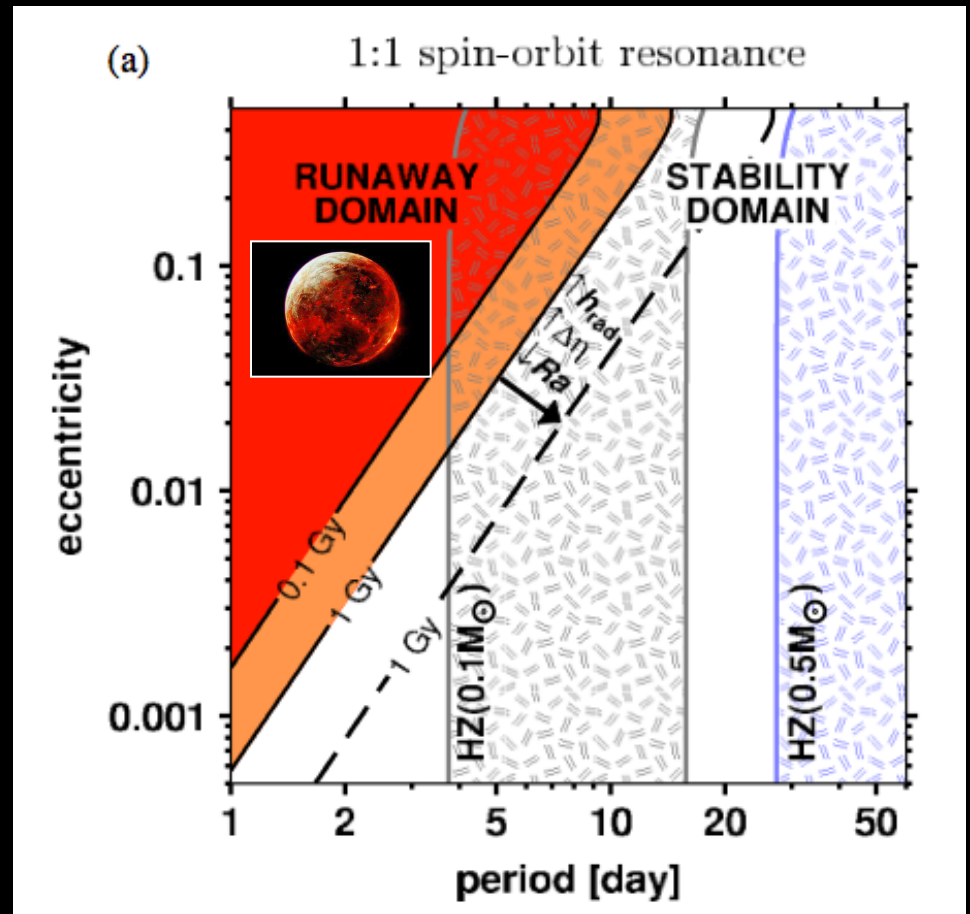 (a)
1:1 spin-orbit resonance
RUNAWAY
DOMAIN
STABILITY
DOMAIN
0.1
0.01
0.001
eccentricity
↑ hrad
↑ Δη
↓ Ra
0.1 Gy
1 Gy
1 Gy
HZ(0.1M☉)
HZ(0.5M☉)
1 2 5 10 20 50
period [day]